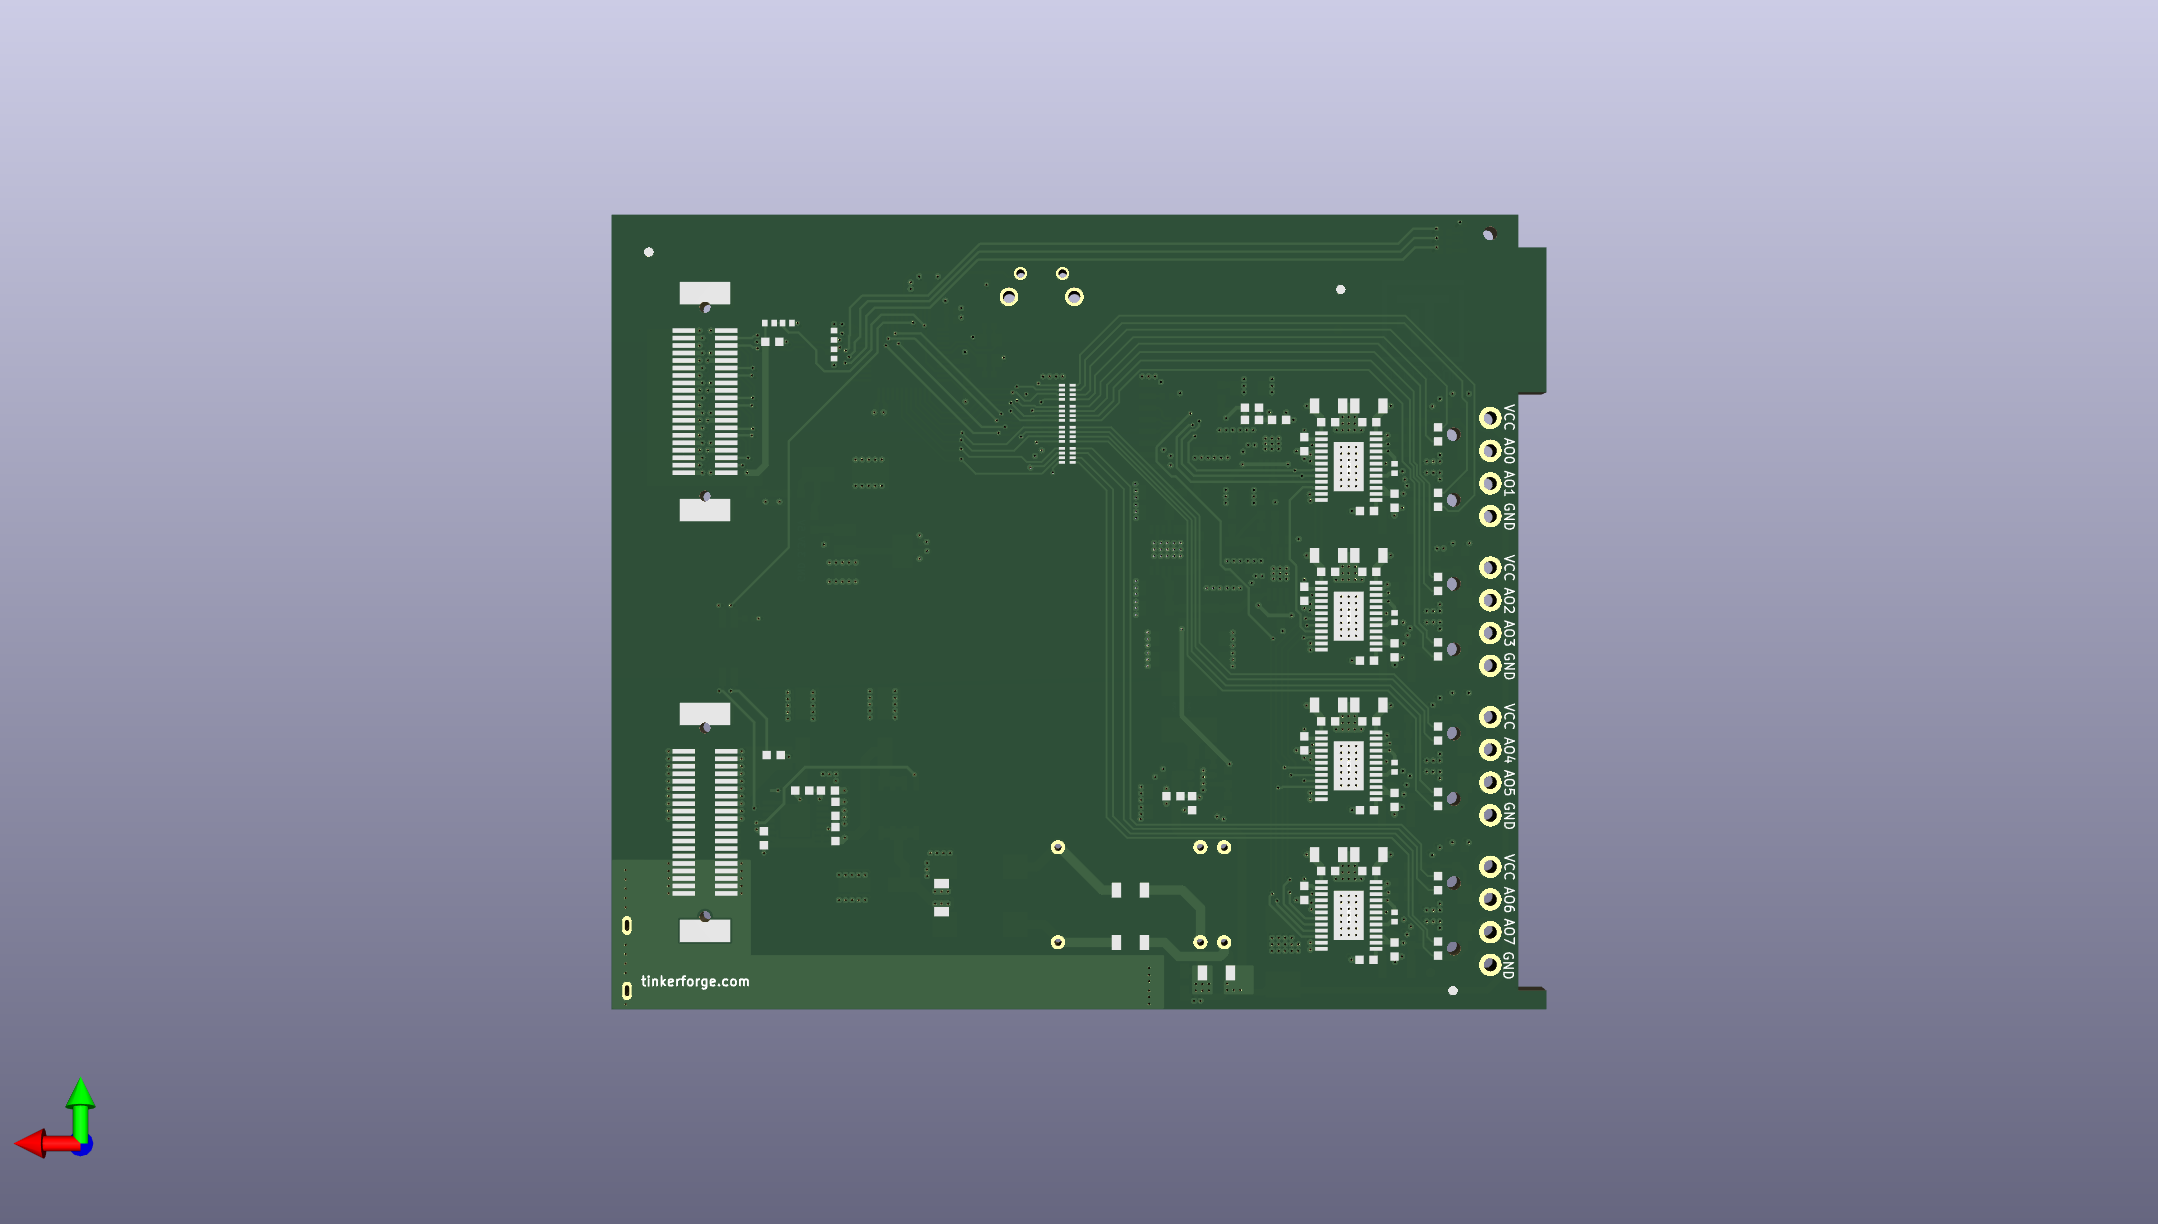 VCC AO0 AO1 GND
VCC AO2 AO3 GND
VCC AO4 AO5 GND
VCC AO6 AO7 GND
tinkerforge.com